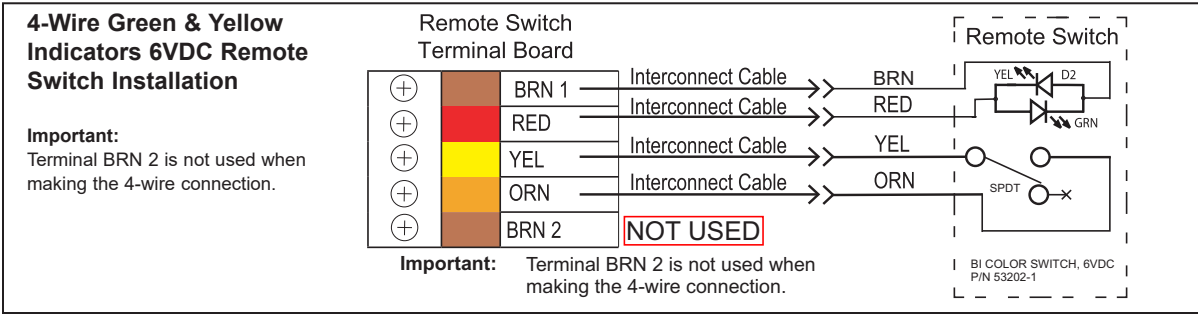 4-Wire Green & Yellow
Indicators 6VDC Remote
Switch Installation
Important:
Terminal BRN 2 is not used when
making the 4-wire connection.
Remote Switch
Terminal Board
BRN 1
RED
YEL
ORN
BRN 2
Interconnect Cable
Interconnect Cable
Interconnect Cable
Interconnect Cable
NOT USED
BRN
RED
YEL
ORN
Important:
Terminal BRN 2 is not used when
making the 4-wire connection.
Remote Switch
YEL
D2
GRN
SPDT
BI COLOR SWITCH, 6VDC
P/N 53202-1